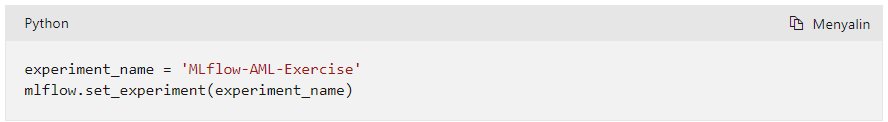 Python
Menyalin
experiment_name = 'MLflow-AML-Exercise'
mlflow.set_experiment(experiment_name)